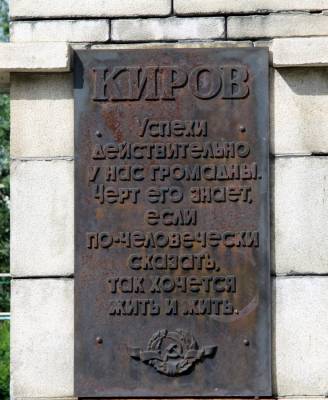 КИРОВ
Успехи
действительно
у нас громадны.
Черт его знает,
если
по-человечески
сказать,
так хочется
жить и жить.